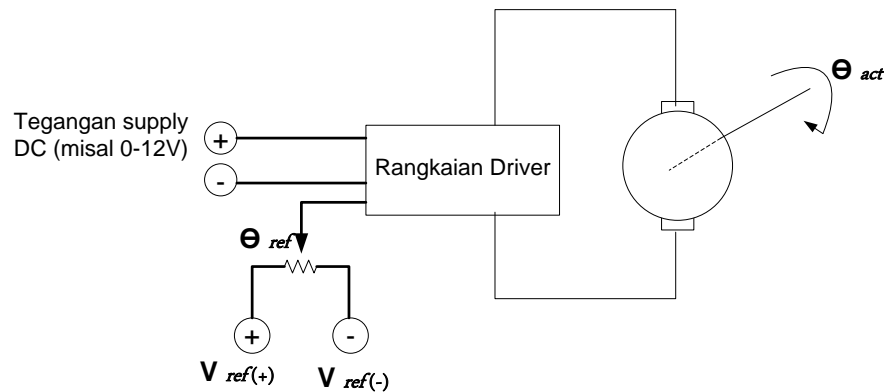 Θ act
Tegangan supply
DC (misal 0-12V)
+
-
Rangkaian Driver
Θ ref
+
-
V ref(+)
V ref(-)